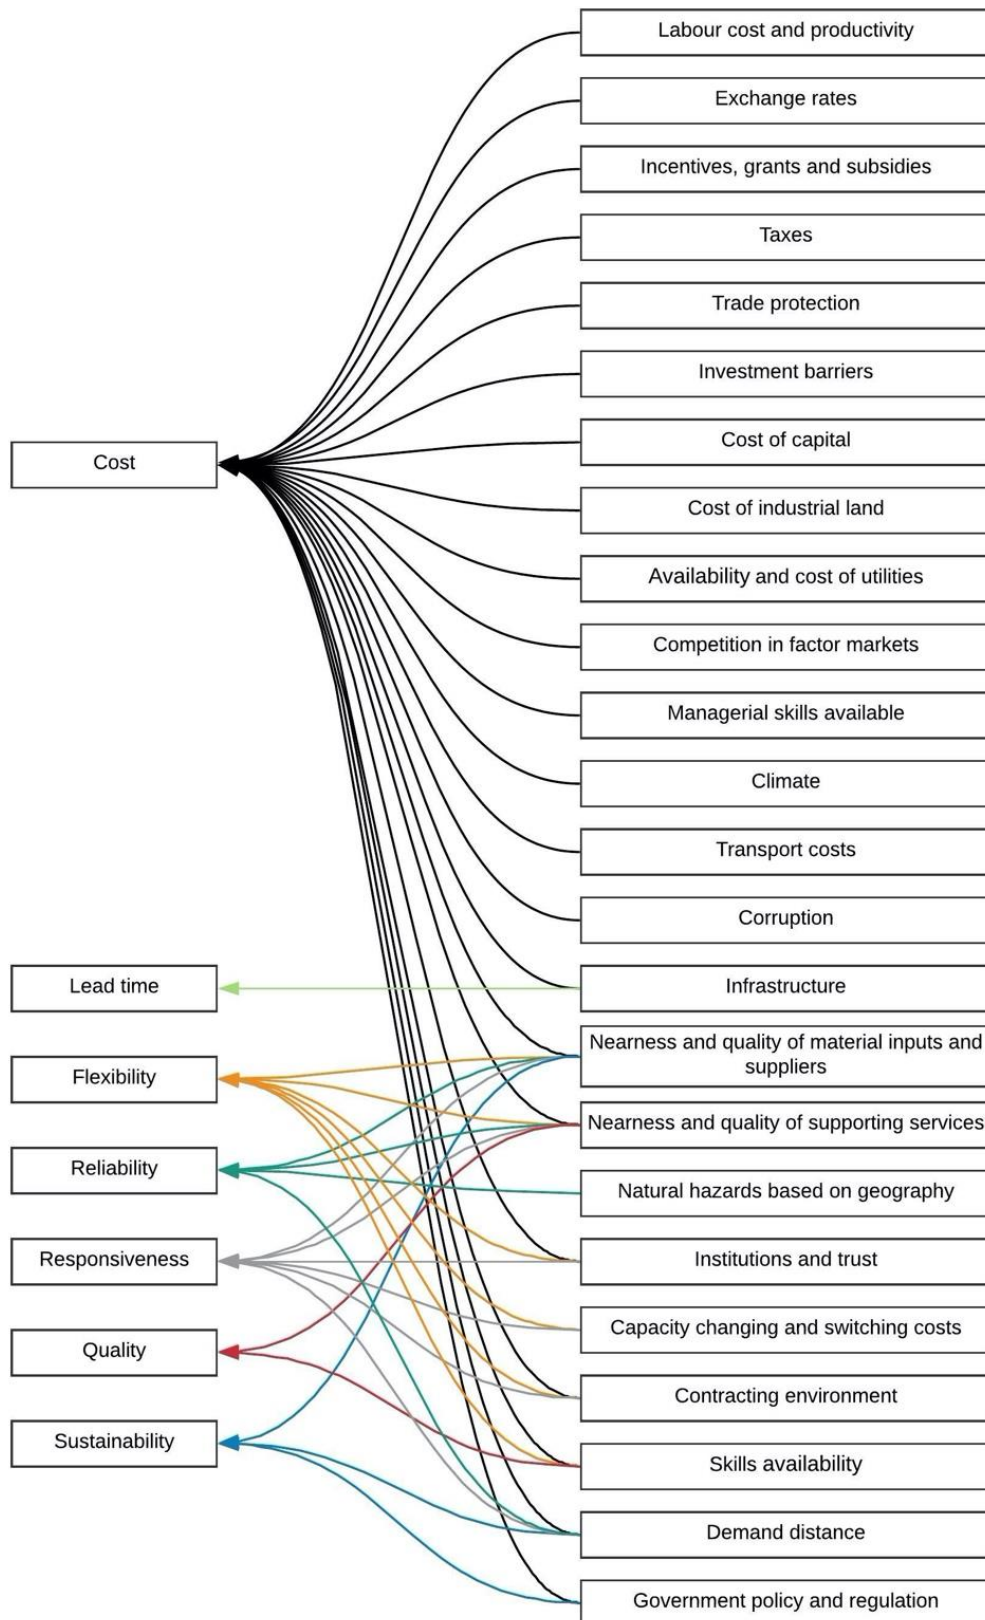 Labour cost and productivity
Exchange rates
Incentives, grants and subsidies
Taxes
Trade protection
Investment barriers
Cost of capital
Cost
Cost of industrial land
Availability and cost of utilities
Competition in factor markets
Managerial skills available
Climate
Transport costs
Corruption
Lead time
Infrastructure
Nearness and quality of material inputs and
suppliers
Flexibility
Nearness and quality of supporting services
Reliability
Natural hazards based on geography
Responsiveness
Institutions and trust
Capacity changing and switching costs
Quality
Contracting environment
Sustainability
Skills availability
Demand distance
Government policy and regulation